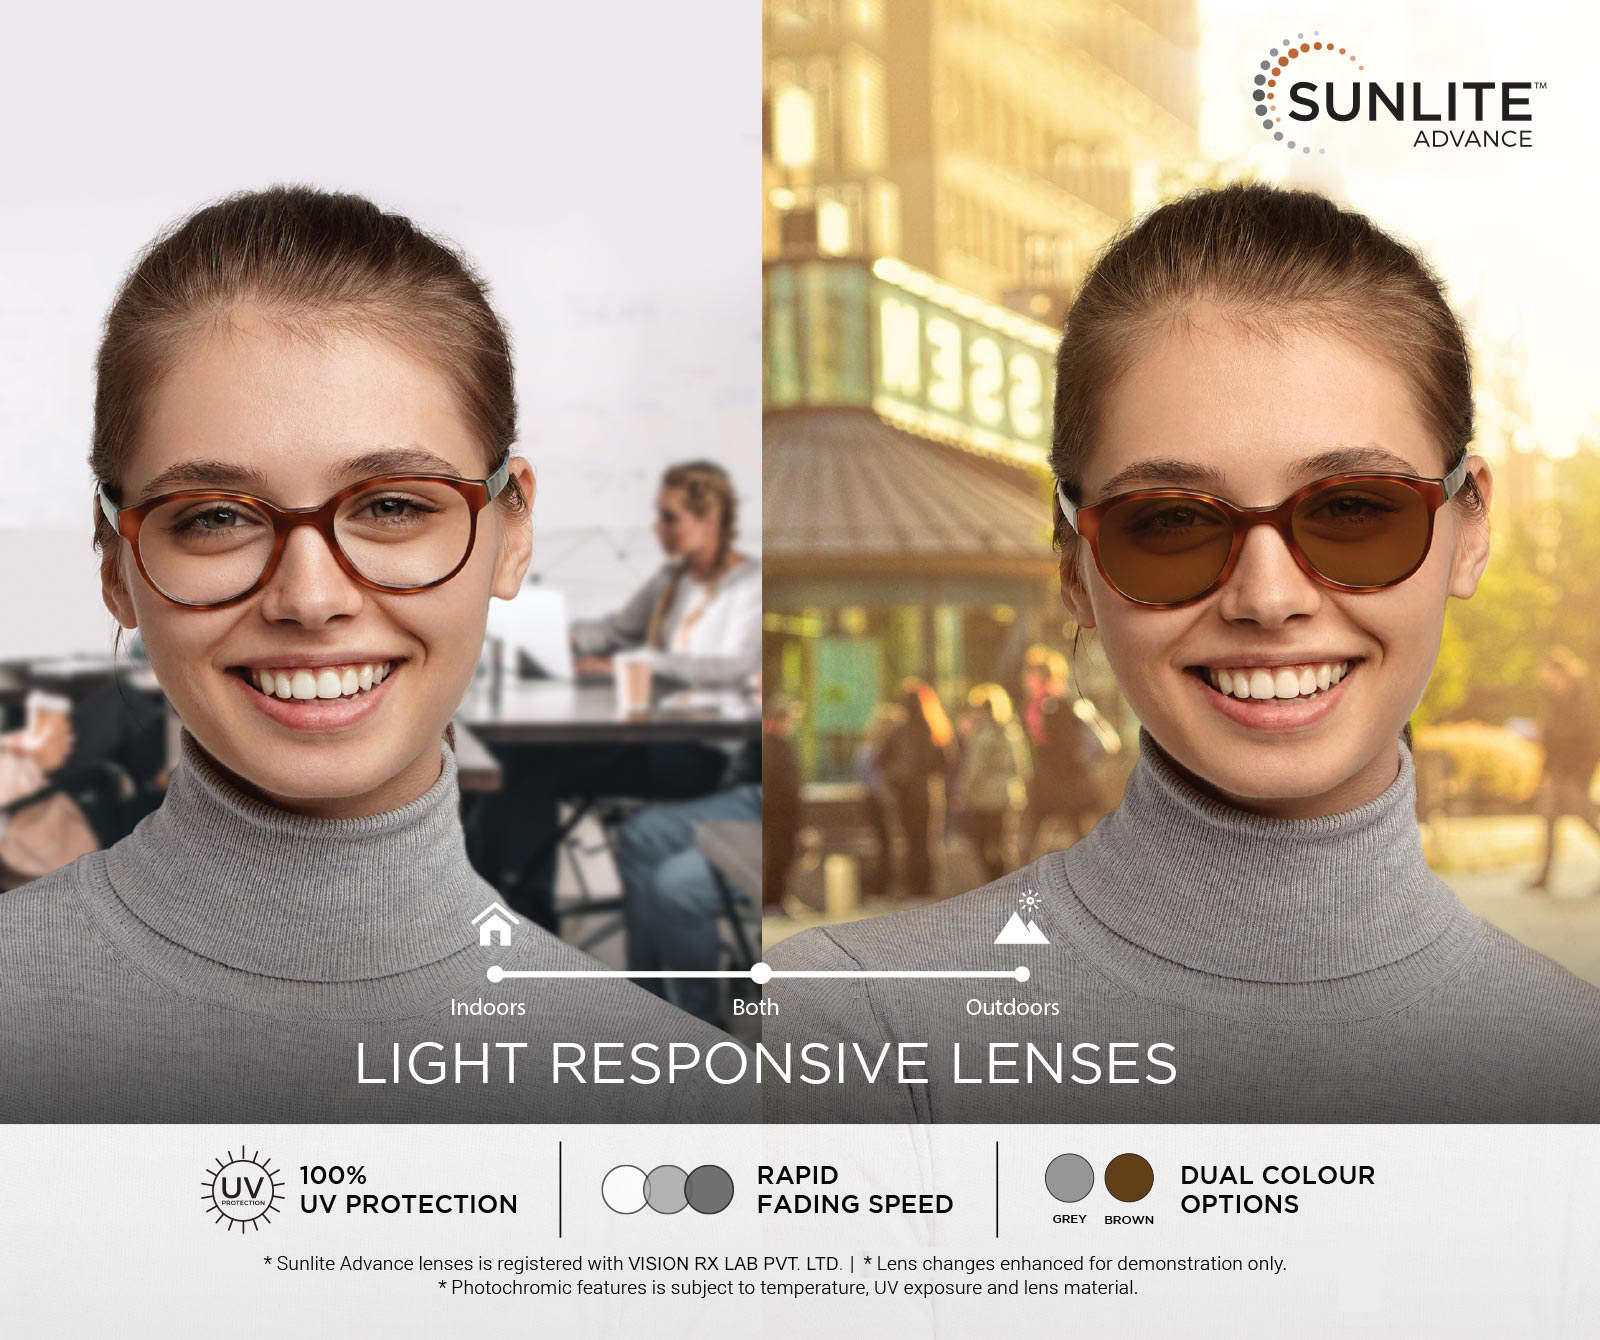 SUNLITE™
ADVANCE
ИƎƧƧ
Indoors
Both
Outdoors
LIGHT RESPONSIVE LENSES
UV
PROTECTION
100%
UV PROTECTION
RAPID
FADING SPEED
GREY
BROWN
DUAL COLOUR
OPTIONS
* Sunlite Advance lenses is registered with VISION RX LAB PVT. LTD. | * Lens changes enhanced for demonstration only.
* Photochromic features is subject to temperature, UV exposure and lens material.